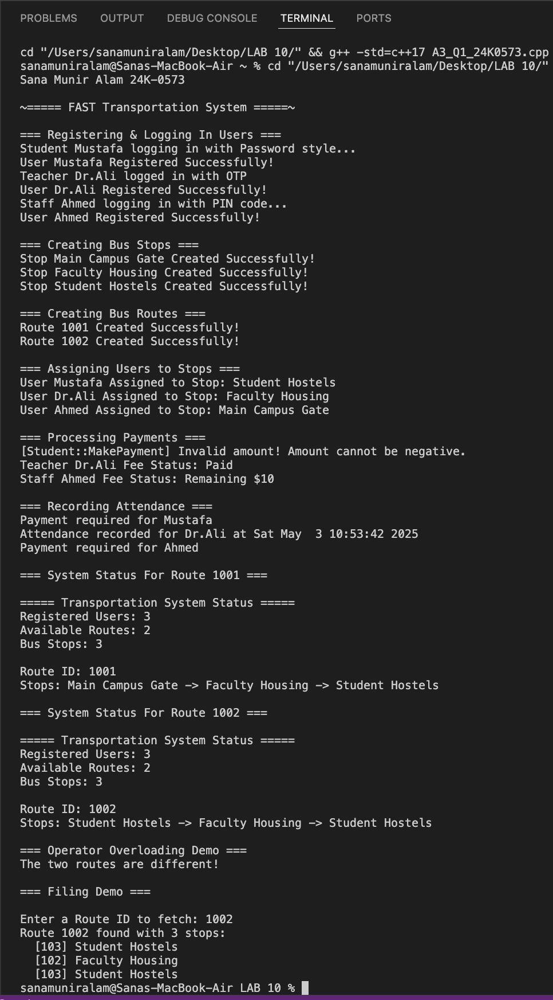 PROBLEMS OUTPUT DEBUG CONSOLE TERMINAL PORTS
cd "/Users/sanamuniralam/Desktop/LAB 10/" && g++ -std=c++17 A3_Q1_24K0573.cpp
sanamuniralam@Sanas-MacBook-Air ~ % cd "/Users/sanamuniralam/Desktop/LAB 10/"
Sana Munir Alam 24K-0573
~===== FAST Transportation System =====~
=== Registering & Logging In Users ===
Student Mustafa logging in with Password style...
User Mustafa Registered Successfully!
Teacher Dr.Ali logged in with OTP
User Dr.Ali Registered Successfully!
Staff Ahmed logging in with PIN code...
User Ahmed Registered Successfully!
=== Creating Bus Stops ===
Stop Main Campus Gate Created Successfully!
Stop Faculty Housing Created Successfully!
Stop Student Hostels Created Successfully!
=== Creating Bus Routes ===
Route 1001 Created Successfully!
Route 1002 Created Successfully!
=== Assigning Users to Stops ===
User Mustafa Assigned to Stop: Student Hostels
User Dr.Ali Assigned to Stop: Faculty Housing
User Ahmed Assigned to Stop: Main Campus Gate
=== Processing Payments ===
[Student::MakePayment] Invalid amount! Amount cannot be negative.
Teacher Dr.Ali Fee Status: Paid
Staff Ahmed Fee Status: Remaining $10
=== Recording Attendance ===
Payment required for Mustafa
Attendance recorded for Dr.Ali at Sat May  3 10:53:42 2025
Payment required for Ahmed
=== System Status For Route 1001 ===
===== Transportation System Status =====
Registered Users: 3
Available Routes: 2
Bus Stops: 3
Route ID: 1001
Stops: Main Campus Gate -> Faculty Housing -> Student Hostels
=== System Status For Route 1002 ===
===== Transportation System Status =====
Registered Users: 3
Available Routes: 2
Bus Stops: 3
Route ID: 1002
Stops: Student Hostels -> Faculty Housing -> Student Hostels
=== Operator Overloading Demo ===
The two routes are different!
=== Filing Demo ===
Enter a Route ID to fetch: 1002
Route 1002 found with 3 stops:
[103] Student Hostels
[102] Faculty Housing
[103] Student Hostels
sanamuniralam@Sanas-MacBook-Air LAB 10 %